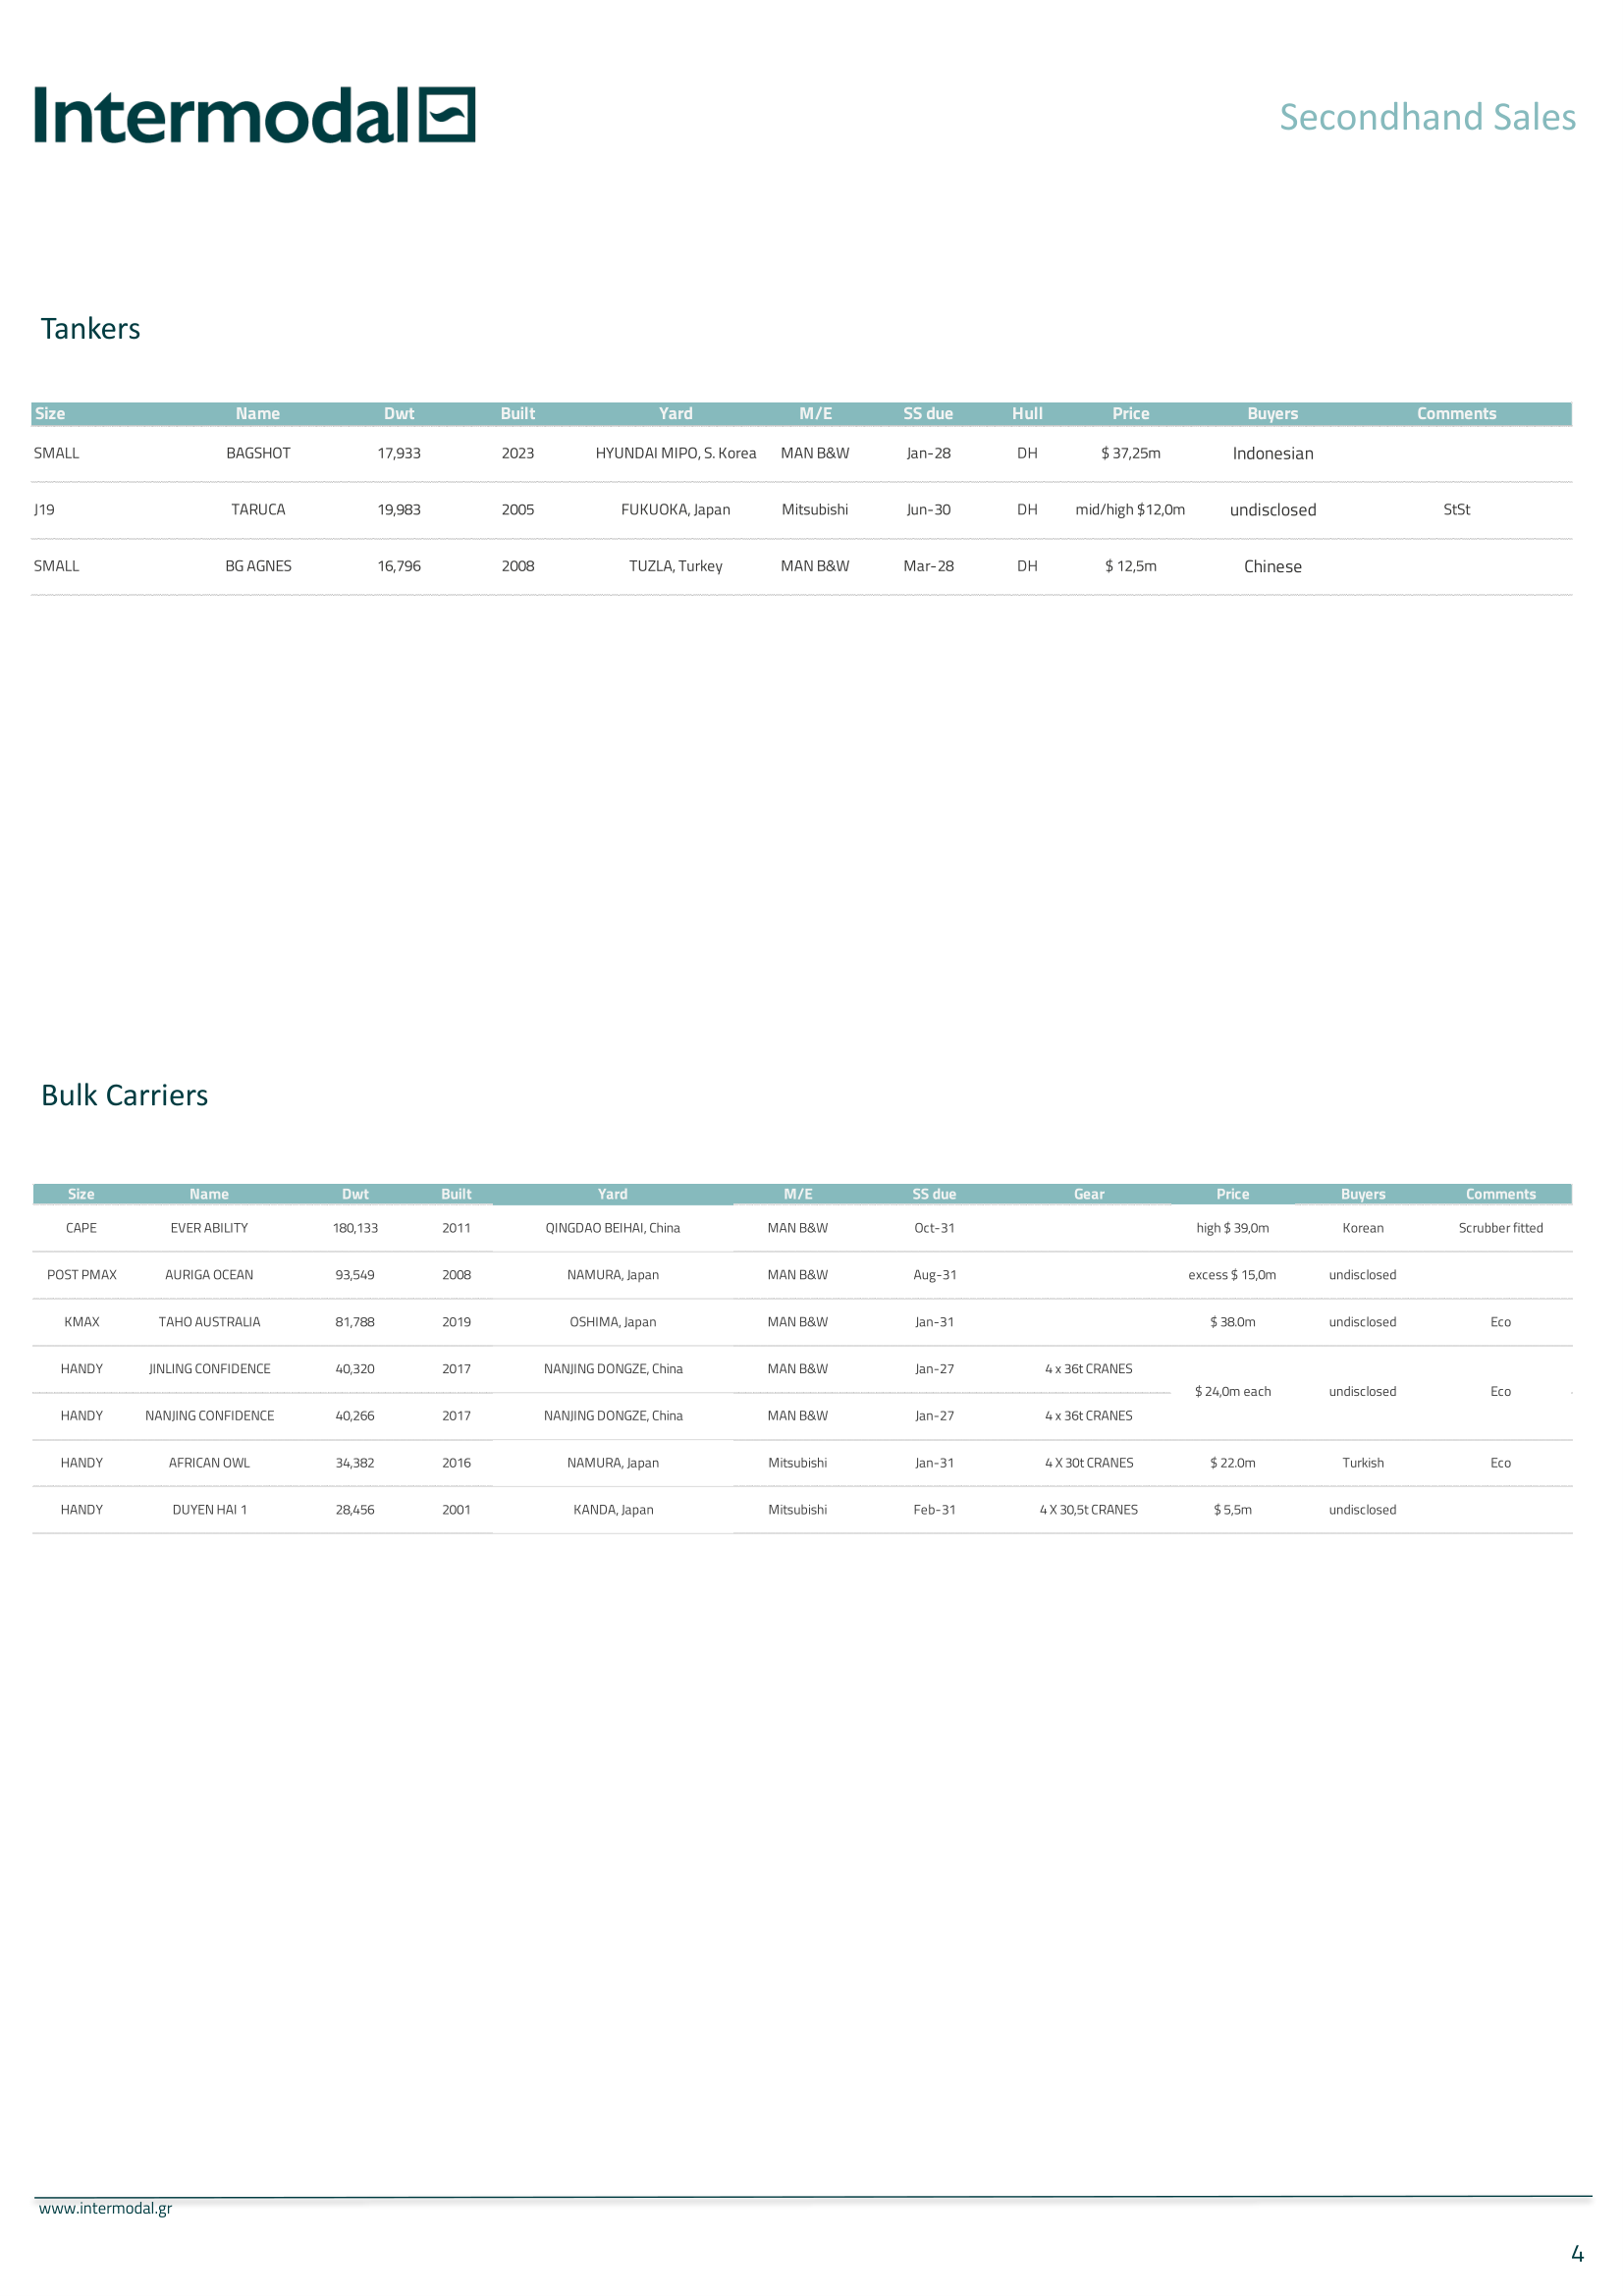 Intermodal
Secondhand Sales
Tankers
Size Name Dwt Built Yard M/E SS due Hull Price Buyers Comments
SMALL BAGSHOT 17,933 2023 HYUNDAI MIPO, S. Korea MAN B&W Jan-28 DH $ 37,25m Indonesian
J19 TARUCA 19,983 2005 FUKUOKA, Japan Mitsubishi Jun-30 DH mid/high $12,0m undisclosed StSt
SMALL BG AGNES 16,796 2008 TUZLA, Turkey MAN B&W Mar-28 DH $ 12,5m Chinese
Bulk Carriers
Size Name Dwt Built Yard M/E SS due Gear Price Buyers Comments
CAPE EVER ABILITY 180,133 2011 QINGDAO BEIHAI, China MAN B&W Oct-31 high $ 39,0m Korean Scrubber fitted
POST PMAX AURIGA OCEAN 93,549 2008 NAMURA, Japan MAN B&W Aug-31 excess $ 15,0m undisclosed
KMAX TAHO AUSTRALIA 81,788 2019 OSHIMA, Japan MAN B&W Jan-31 $ 38.0m undisclosed Eco
HANDY JINLING CONFIDENCE 40,320 2017 NANJING DONGZE, China MAN B&W Jan-27 4 x 36t CRANES
$ 24,0m each undisclosed Eco
HANDY NANJING CONFIDENCE 40,266 2017 NANJING DONGZE, China MAN B&W Jan-27 4 x 36t CRANES
HANDY AFRICAN OWL 34,382 2016 NAMURA, Japan Mitsubishi Jan-31 4 X 30t CRANES $ 22.0m Turkish Eco
HANDY DUYEN HAI 1 28,456 2001 KANDA, Japan Mitsubishi Feb-31 4 X 30,5t CRANES $ 5,5m undisclosed
www.intermodal.gr
4